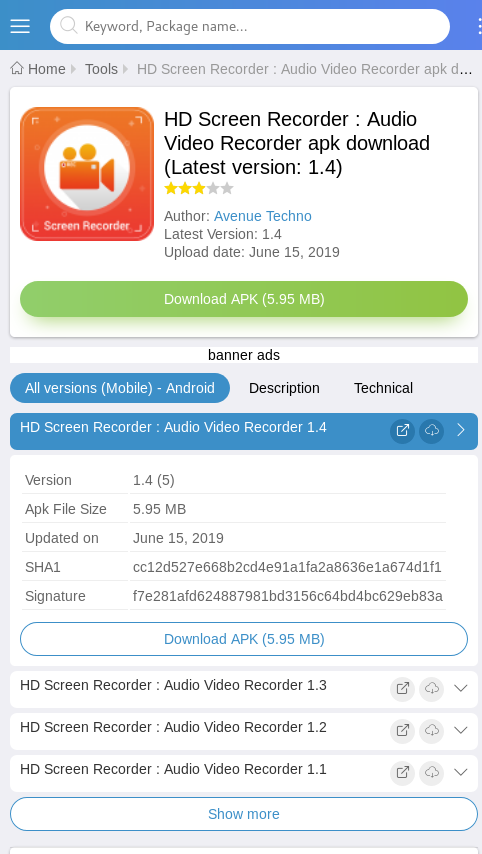 Keyword, Package name...
Home Tools HD Screen Recorder : Audio Video Recorder apk d...
Screen Recorder
HD Screen Recorder : Audio
Video Recorder apk download
(Latest version: 1.4)
Author: Avenue Techno
Latest Version: 1.4
Upload date: June 15, 2019
Download APK (5.95 MB)
banner ads
All versions (Mobile) - Android Description Technical
HD Screen Recorder : Audio Video Recorder 1.4
Version 1.4 (5)
Apk File Size 5.95 MB
Updated on June 15, 2019
SHA1 cc12d527e668b2cd4e91a1fa2a8636e1a674d1f1
Signature f7e281afd624887981bd3156c64bd4bc629eb83a
Download APK (5.95 MB)
HD Screen Recorder : Audio Video Recorder 1.3
HD Screen Recorder : Audio Video Recorder 1.2
HD Screen Recorder : Audio Video Recorder 1.1
Show more